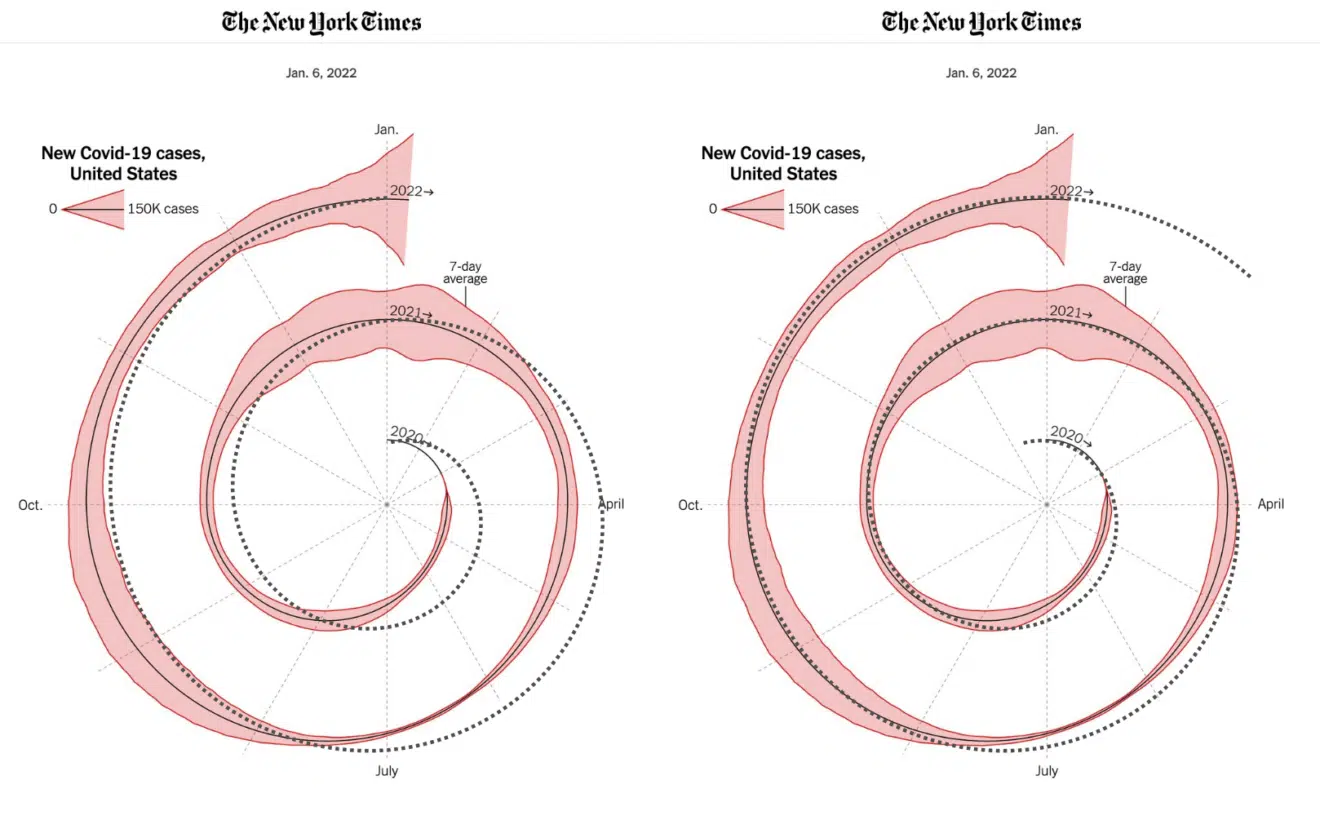 The New York Times
Jan. 6, 2022
Jan.
New Covid-19 cases,
United States
0
150K cases
2022→
7-day
average
2021→
2020→
Oct.
April
July
The New York Times
Jan. 6, 2022
Jan.
New Covid-19 cases,
United States
0
150K cases
2022→
7-day
average
2021→
2020→
Oct.
April
July